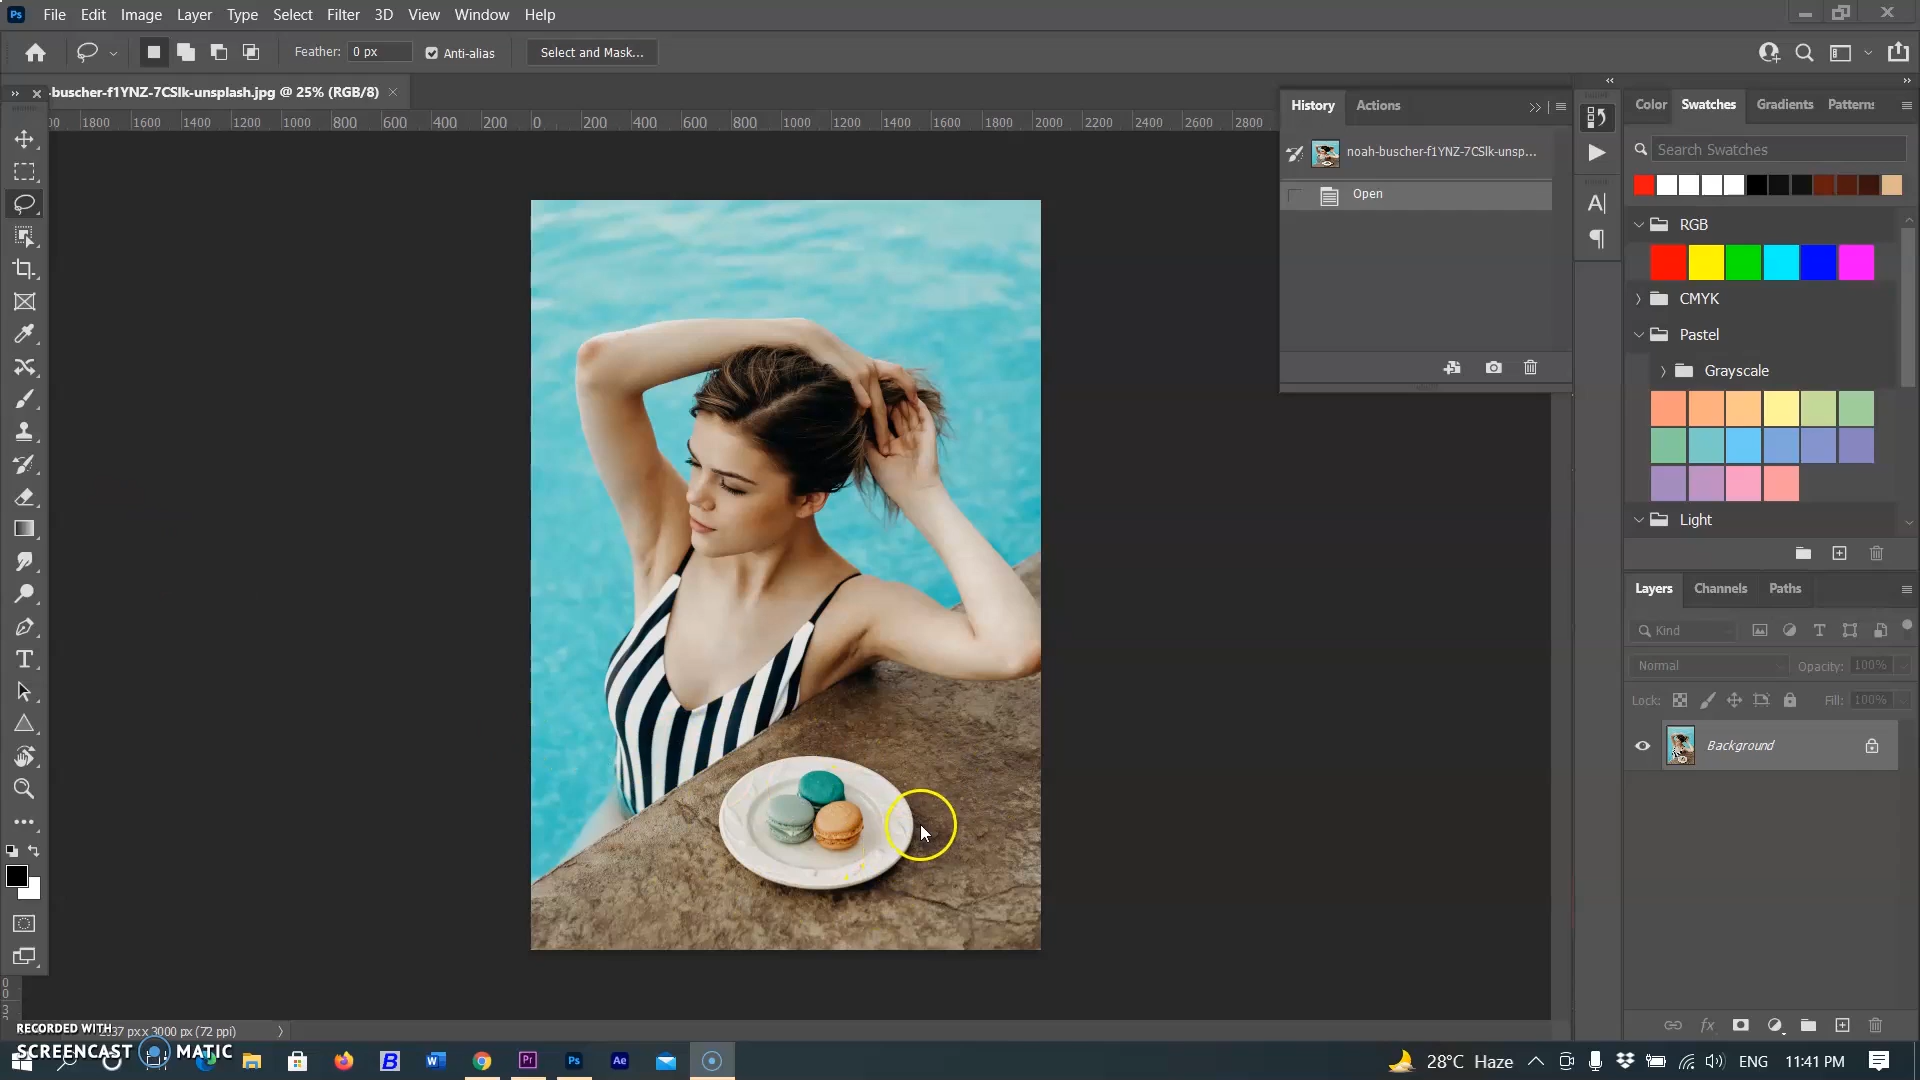 Ps File Edit Image Layer Type Select Filter 3D View Window Help
Feather: 0 px Anti-alias Select and Mask...
-buscher-f1YNZ-7CSlk-unsplash.jpg @ 25% (RGB/8)
1800 1600 1400 1200 1000 800 600 400 200 0 200 400 600 800 1000 1200 1400 1600 1800 2000 2200 2400 2600 2800
History Actions
noah-buscher-f1YNZ-7CSlk-unsp...
Open
Color Swatches Gradients Patterns
Search Swatches
RGB
CMYK
Pastel
Grayscale
Light
Layers Channels Paths
Kind
Normal Opacity: 100%
Lock: Fill: 100%
Background
px x 3000 px (72 ppi)
RECORDED WITH
SCREENCAST MATIC
28°C Haze ENG 11:41 PM